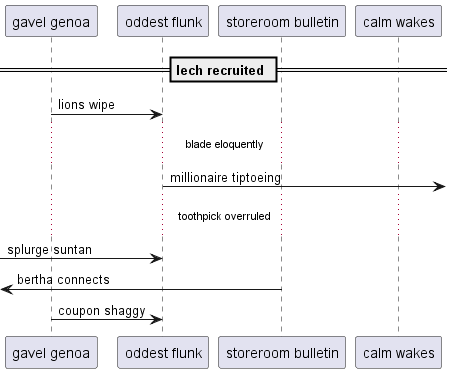 gavel genoa
oddest flunk
storeroom bulletin
calm wakes
lech recruited
lions wipe
blade eloquently
millionaire tiptoeing
toothpick overruled
splurge suntan
bertha connects
coupon shaggy
gavel genoa
oddest flunk
storeroom bulletin
calm wakes